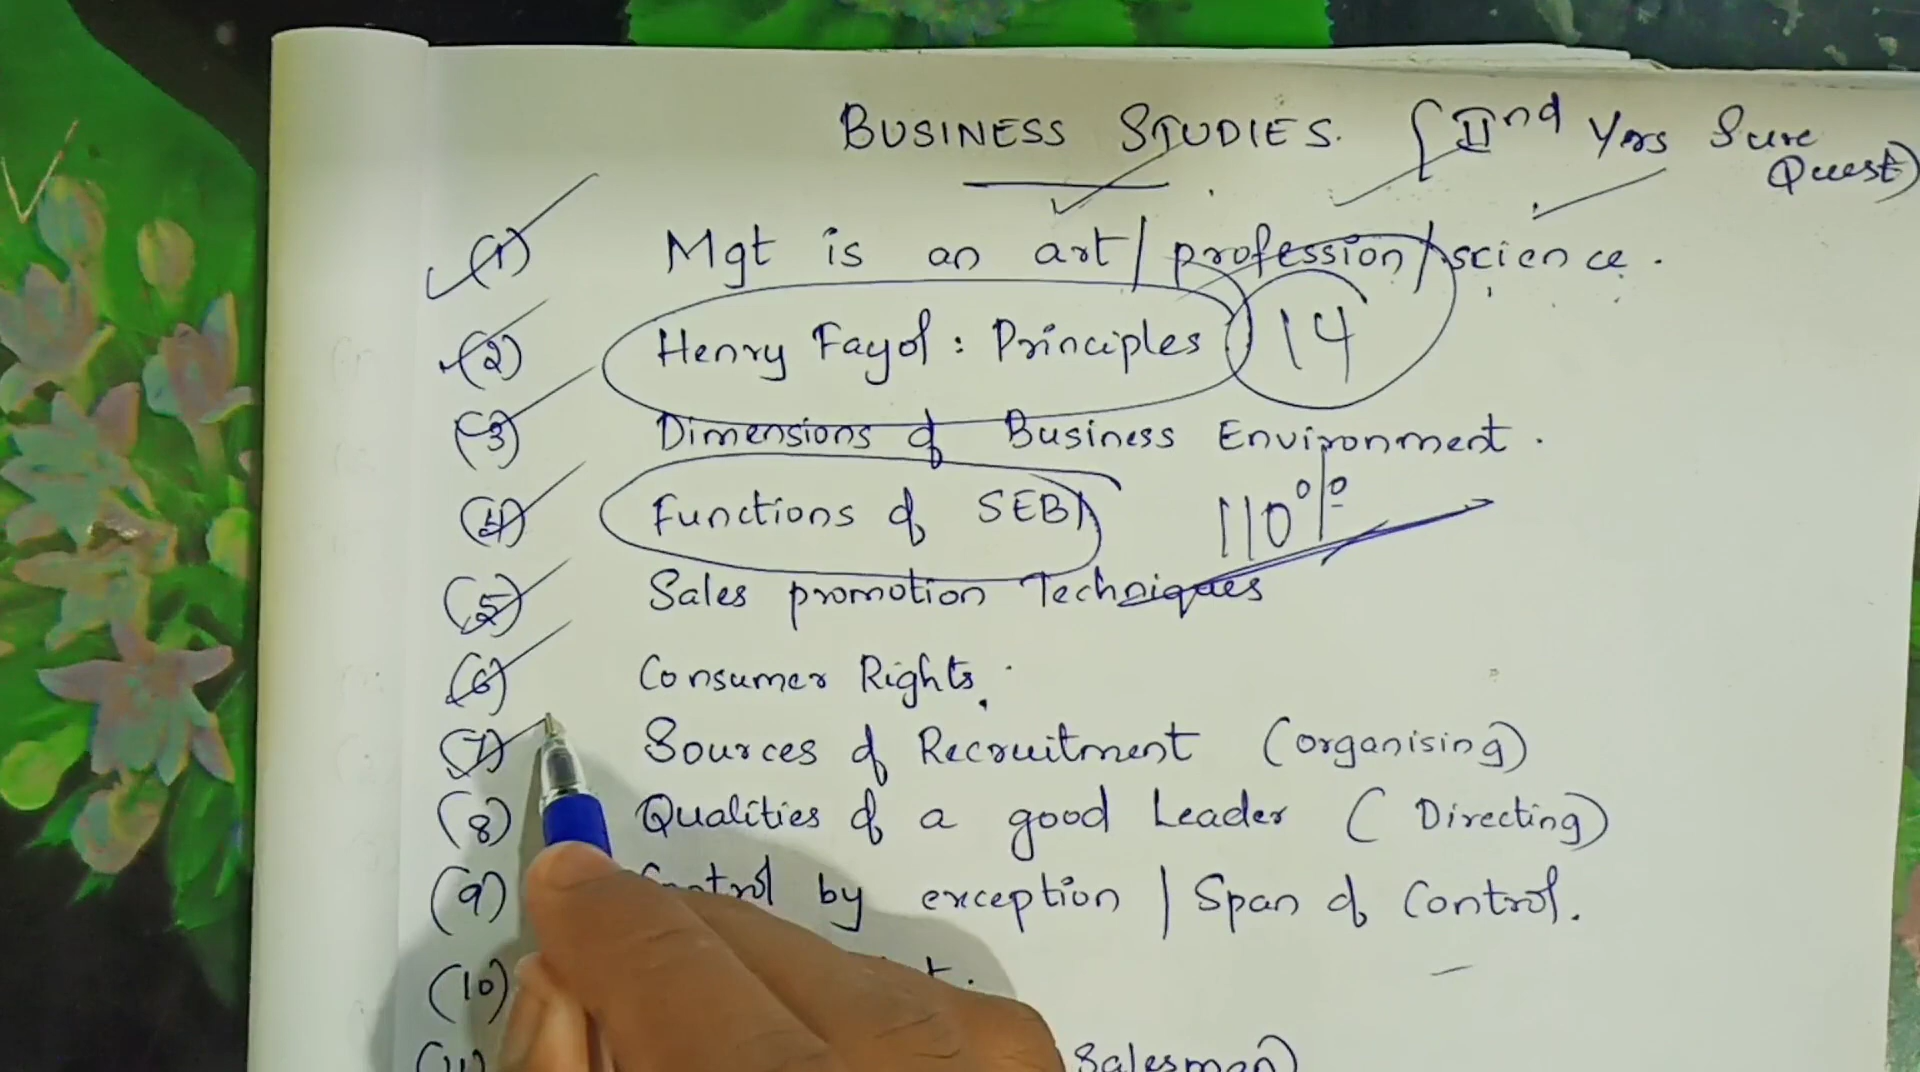 BUSINESS STUDIES. (IInd Yrs Sure Quest)
(1) Mgt is an art/profession/science.
(2) Henry Fayol : Principles 14
(3) Dimensions of Business Environment.
(4) Functions of SEBI 110%
(5) Sales promotion Techniques
(6) Consumer Rights.
(7) Sources of Recruitment (organising)
(8) Qualities of a good Leader (Directing)
(9) Control by exception | Span of Control.
(10)
(11) Salesman)